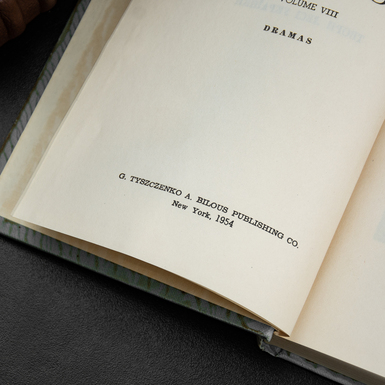 VOLUME VIII
DRAMAS
G. TYSZCZENKO A. BILOUS PUBLISHING CO.
New York, 1954